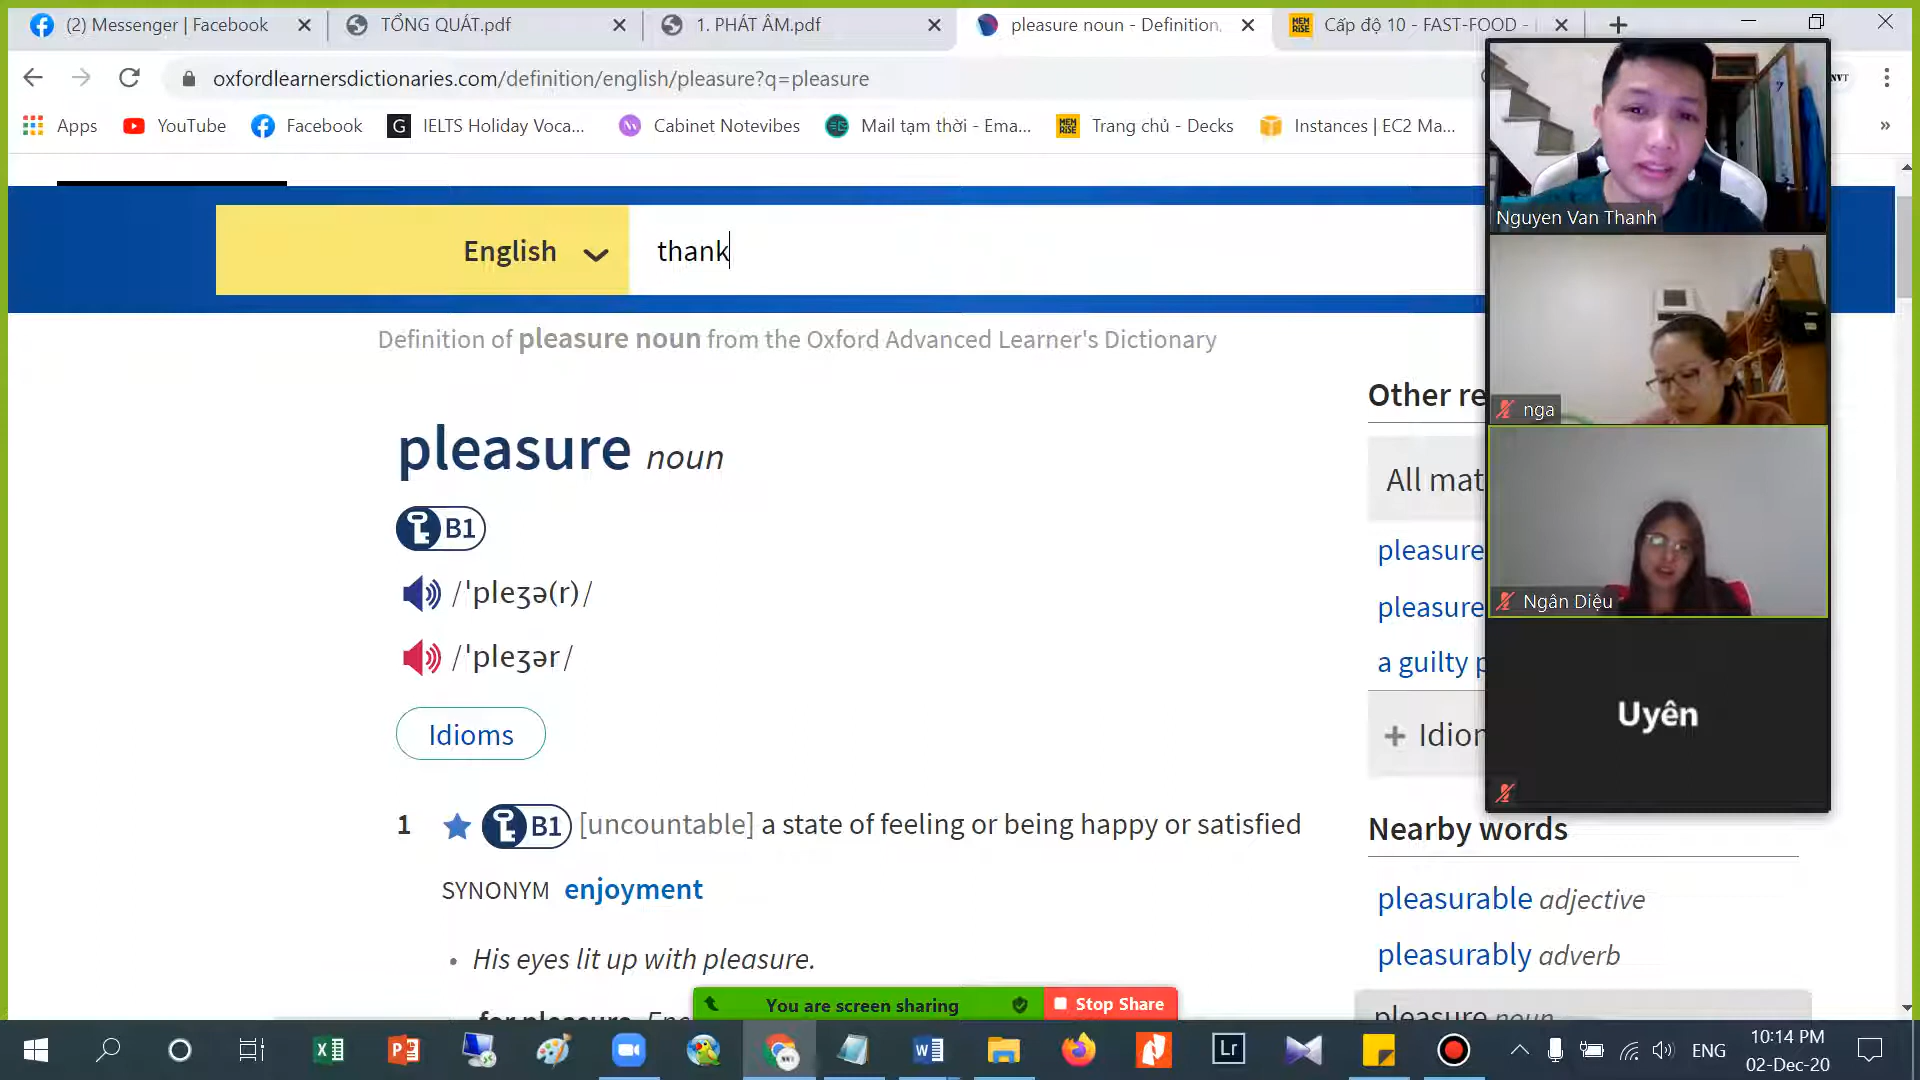 (2) Messenger | Facebook
TỔNG QUÁT.pdf
1. PHÁT ÂM.pdf
pleasure noun - Definition,
Cấp độ 10 - FAST-FOOD -
oxfordlearnersdictionaries.com/definition/english/pleasure?q=pleasure
Apps
YouTube
Facebook
IELTS Holiday Voca...
Cabinet Notevibes
Mail tạm thời - Ema...
Trang chủ - Decks
Instances | EC2 Ma...
»
English
thank
Definition of pleasure noun from the Oxford Advanced Learner's Dictionary
pleasure noun
B1
/ˈpleʒə(r)/
/ˈpleʒər/
Idioms
1 B1 [uncountable] a state of feeling or being happy or satisfied
SYNONYM enjoyment
• His eyes lit up with pleasure.
Other re
All mat
pleasure
pleasure
a guilty p
+ Idiom
Nearby words
pleasurable adjective
pleasurably adverb
pleasure noun
Nguyen Van Thanh
nga
Ngân Diệu
Uyên
You are screen sharing
Stop Share
ENG
10:14 PM
02-Dec-20